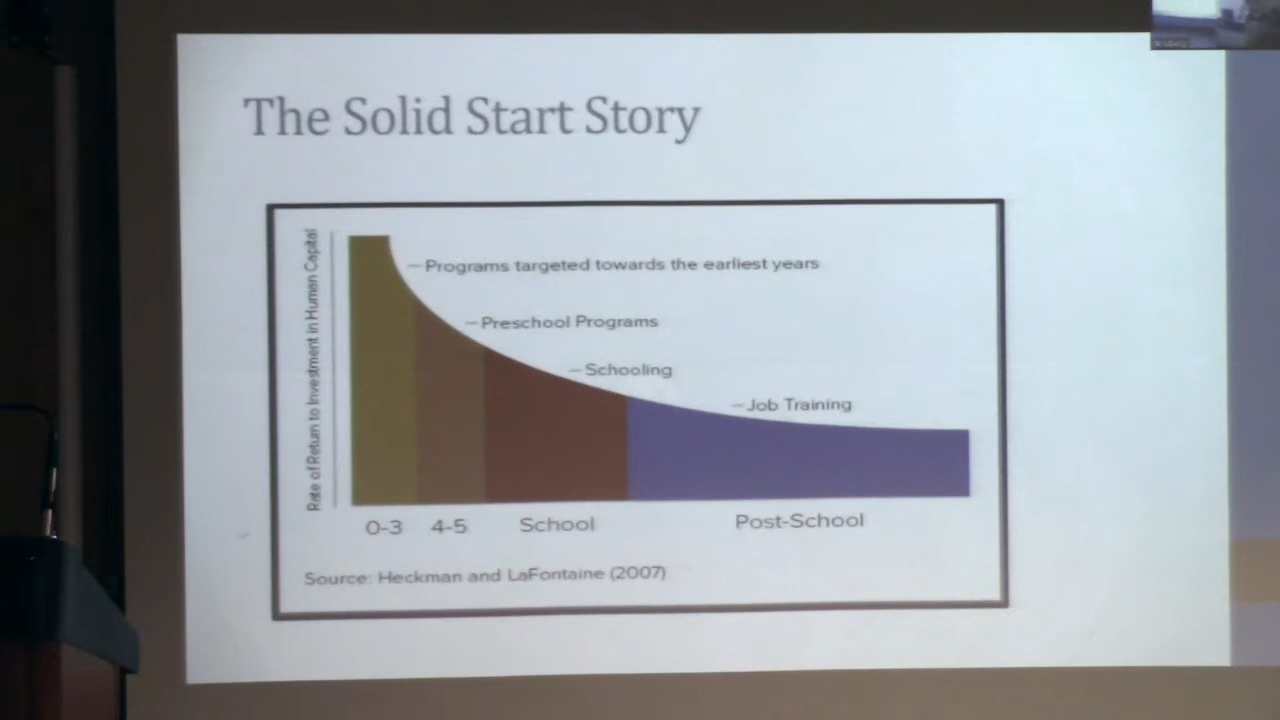 The Solid Start Story
Rate of Return to Investment in Human Capital
– Programs targeted towards the earliest years
– Preschool Programs
– Schooling
– Job Training
0-3 4-5 School Post-School
Source: Heckman and LaFontaine (2007)